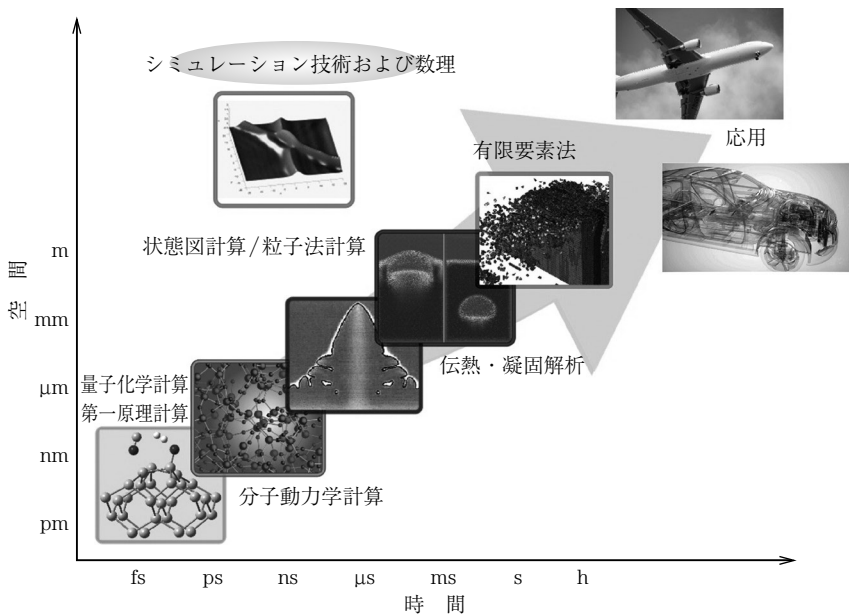 シミュレーション技術および数理
応用
有限要素法
状態図計算/粒子法計算
伝熱・凝固解析
量子化学計算
第一原理計算
分子動力学計算
空 間
m
mm
μm
nm
pm
fs ps ns μs ms s h
時 間